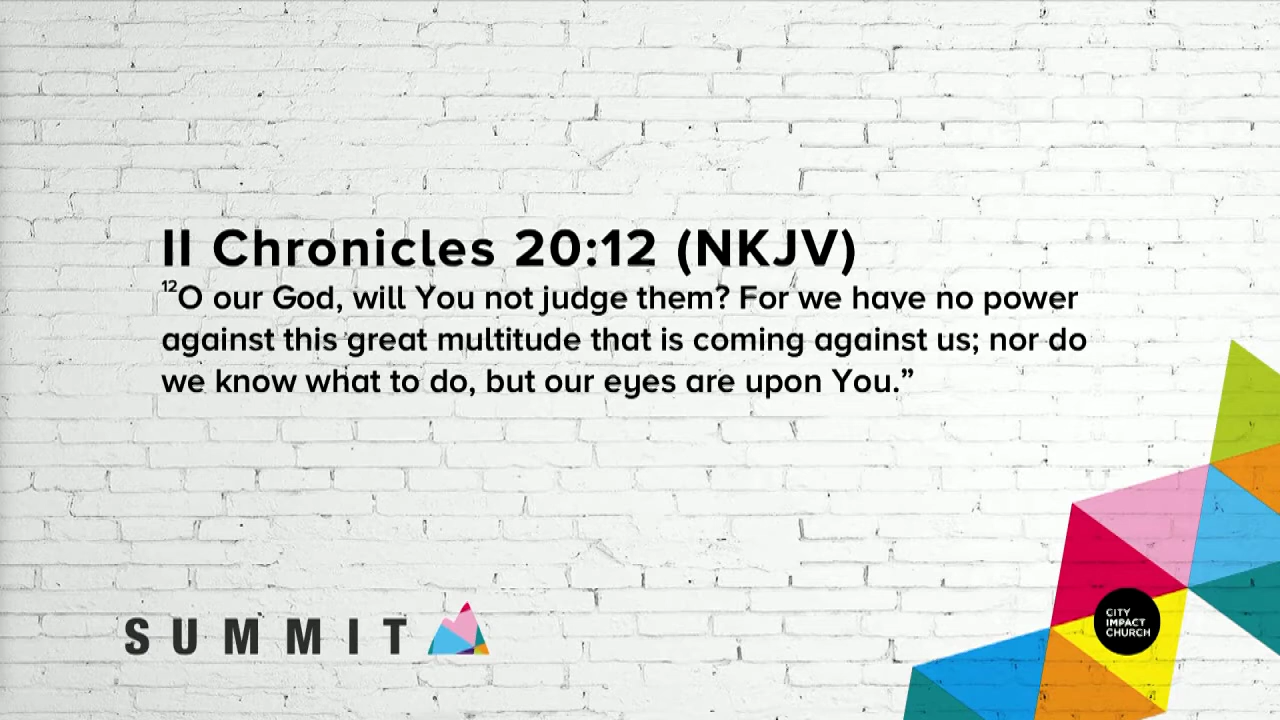 II Chronicles 20:12 (NKJV)
¹²O our God, will You not judge them? For we have no power
against this great multitude that is coming against us; nor do
we know what to do, but our eyes are upon You.”
SUMMIT
CITY
IMPACT
CHURCH